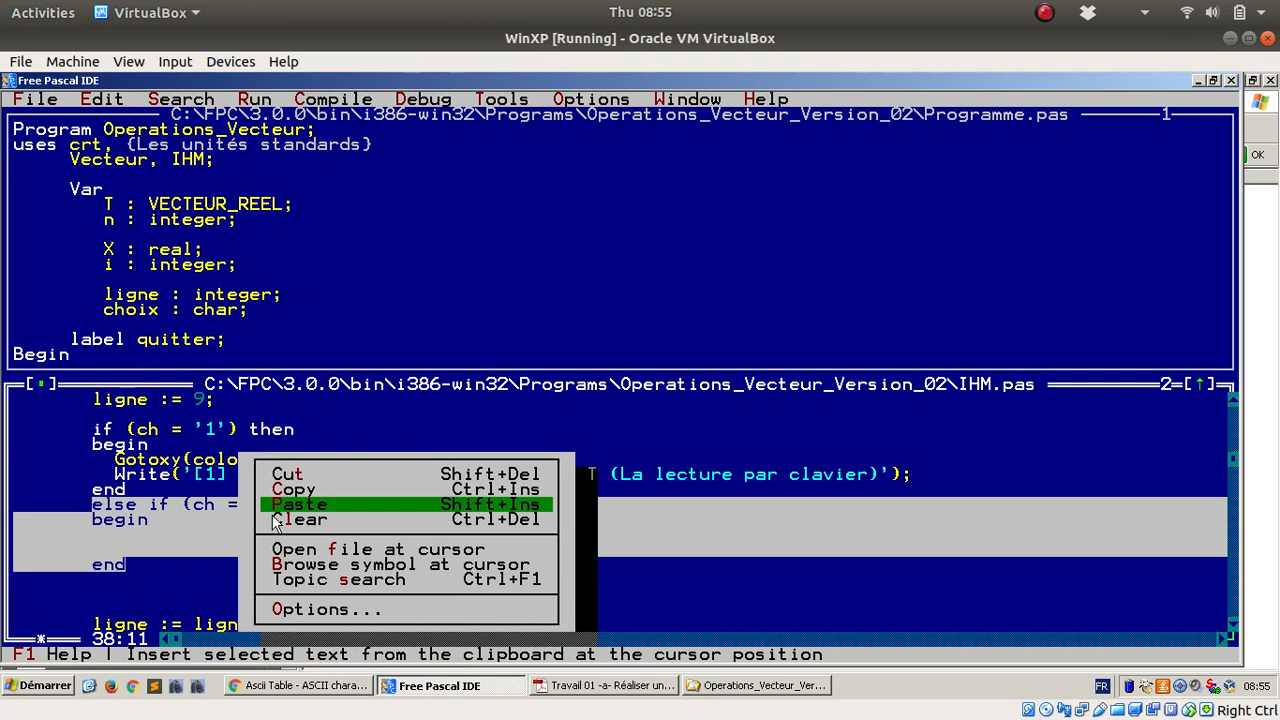 Activities VirtualBox Thu 08:55
WinXP [Running] - Oracle VM VirtualBox
File Machine View Input Devices Help
Free Pascal IDE
File Edit Search Run Compile Debug Tools Options Window Help
C:\FPC\3.0.0\bin\i386-win32\Programs\Operations_Vecteur_Version_02\Programme.pas 1
Program Operations_Vecteur;
uses crt, {Les unités standards}
Vecteur, IHM;
OK
Var
T : VECTEUR_REEL;
n : integer;
X : real;
i : integer;
ligne : integer;
choix : char;
label quitter;
Begin
[▪] C:\FPC\3.0.0\bin\i386-win32\Programs\Operations_Vecteur_Version_02\IHM.pas 2=[↑]
ligne := 9;
if (ch = '1') then
begin
Gotoxy(colo
Write('[1] T (La lecture par clavier)');
end
else if (ch =
begin
end
ligne := lign
Cut Shift+Del
Copy Ctrl+Ins
Paste Shift+Ins
Clear Ctrl+Del
Open file at cursor
Browse symbol at cursor
Topic search Ctrl+F1
Options...
* 38:11
F1 Help | Insert selected text from the clipboard at the cursor position
Démarrer Ascii Table - ASCII chara... Free Pascal IDE Travail 01 -a- Réaliser un... Operations_Vecteur_Ver... FR 08:55
Right Ctrl